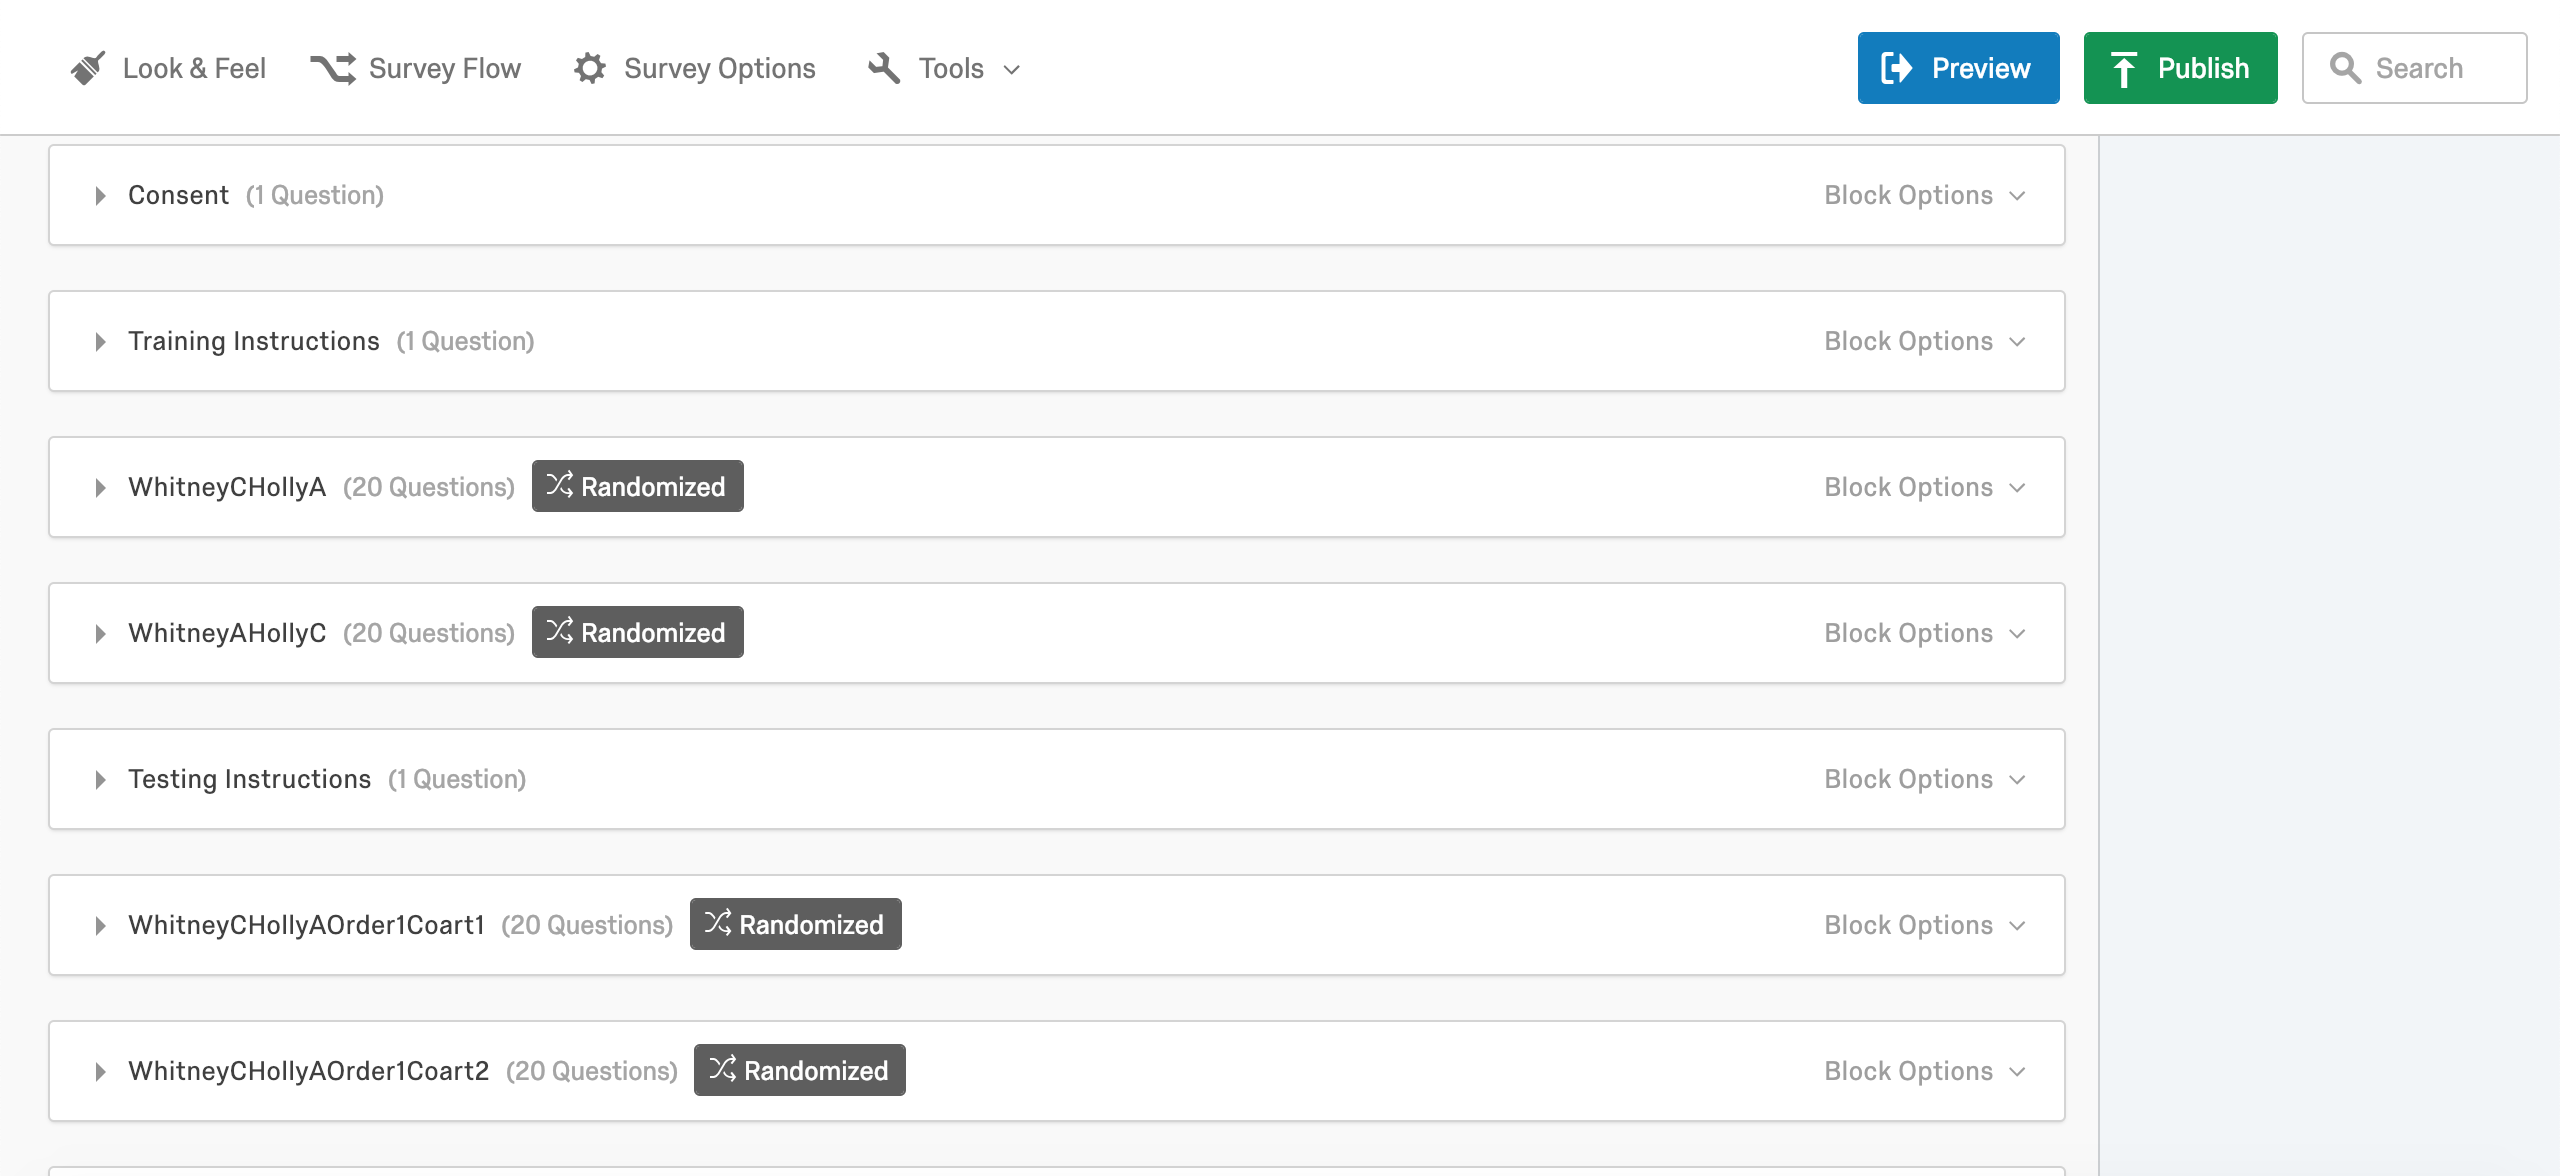 Look & Feel Survey Flow Survey Options Tools Preview Publish Search
Consent (1 Question) Block Options
Training Instructions (1 Question) Block Options
WhitneyCHollyA (20 Questions) Randomized Block Options
WhitneyAHollyC (20 Questions) Randomized Block Options
Testing Instructions (1 Question) Block Options
WhitneyCHollyAOrder1Coart1 (20 Questions) Randomized Block Options
WhitneyCHollyAOrder1Coart2 (20 Questions) Randomized Block Options